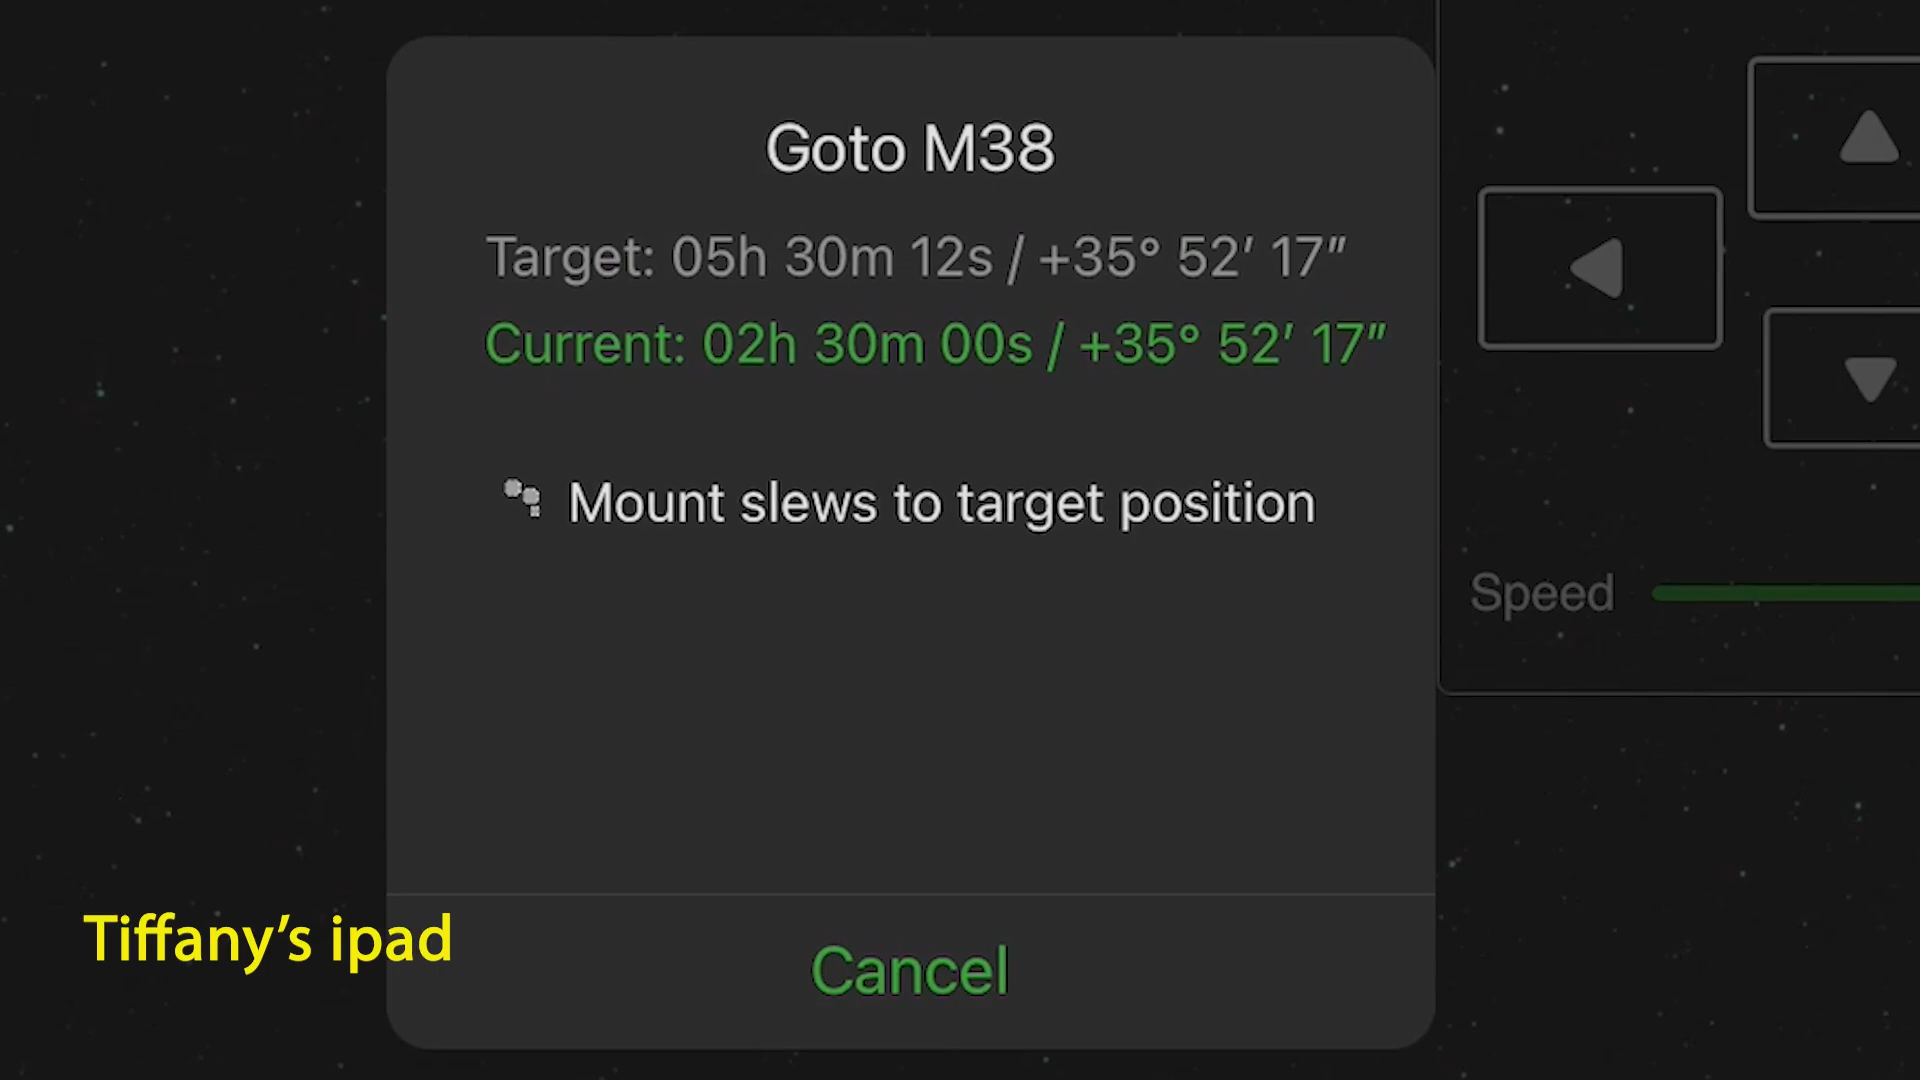 Goto M38
Target: 05h 30m 12s / +35° 52′ 17″
Current: 02h 30m 00s / +35° 52′ 17″
Mount slews to target position
Speed
Tiffany’s ipad
Cancel